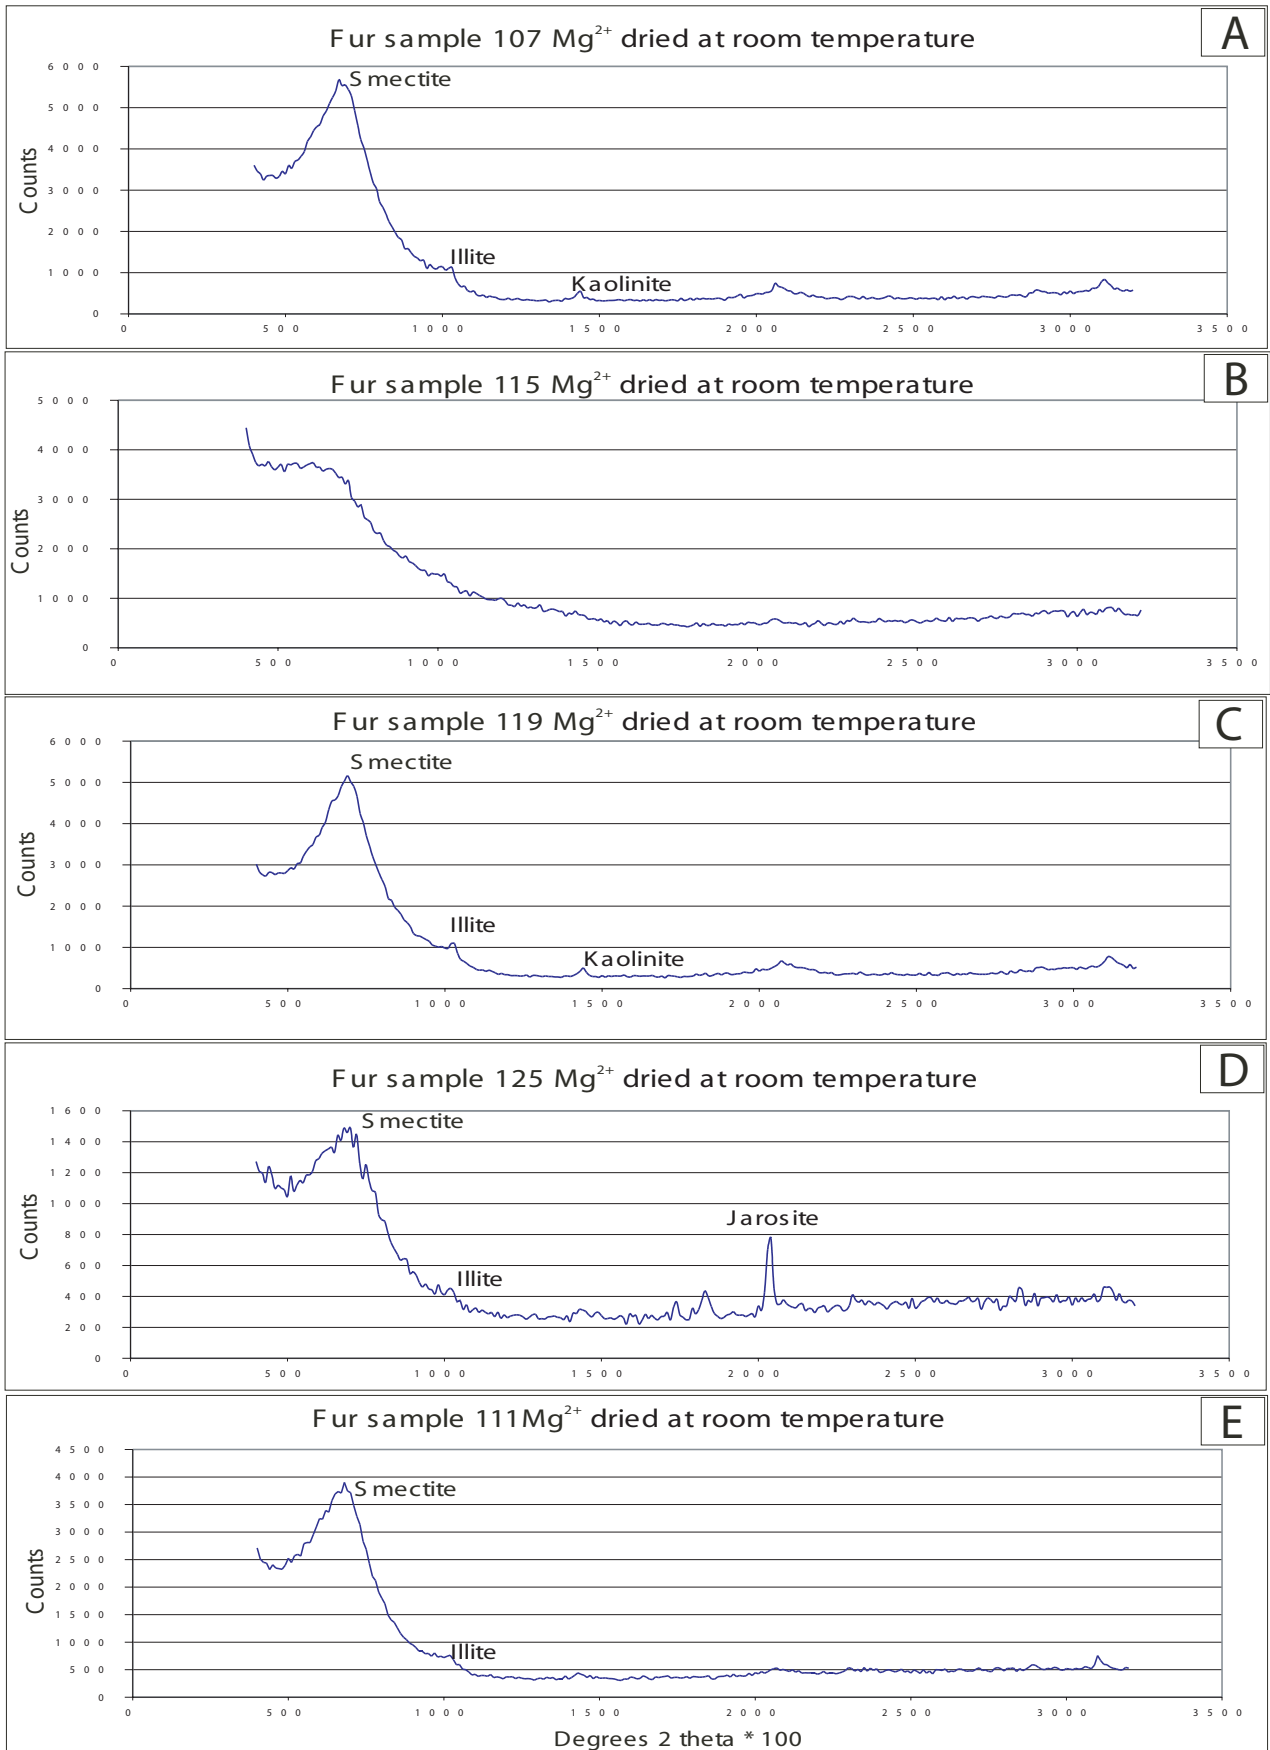 Fur sample 107 Mg2+ dried at room temperature
A
6000
Smectite
5000
4000
Counts
3000
2000
Illite
1000
Kaolinite
0
0 500 1000 1500 2000 2500 3000 3500
Fur sample 115 Mg2+ dried at room temperature
B
5000
4000
3000
Counts
2000
1000
0
0 500 1000 1500 2000 2500 3000 3500
Fur sample 119 Mg2+ dried at room temperature
C
6000
Smectite
5000
4000
Counts
3000
2000
Illite
1000
Kaolinite
0
0 500 1000 1500 2000 2500 3000 3500
Fur sample 125 Mg2+ dried at room temperature
D
1600
Smectite
1400
1200
1000
Counts
Jarosite
800
600
Illite
400
200
0
0 500 1000 1500 2000 2500 3000 3500
Fur sample 111Mg2+ dried at room temperature
E
4500
4000
Smectite
3500
3000
2500
Counts
2000
1500
1000
Illite
500
0
0 500 1000 1500 2000 2500 3000 3500
Degrees 2 theta * 100